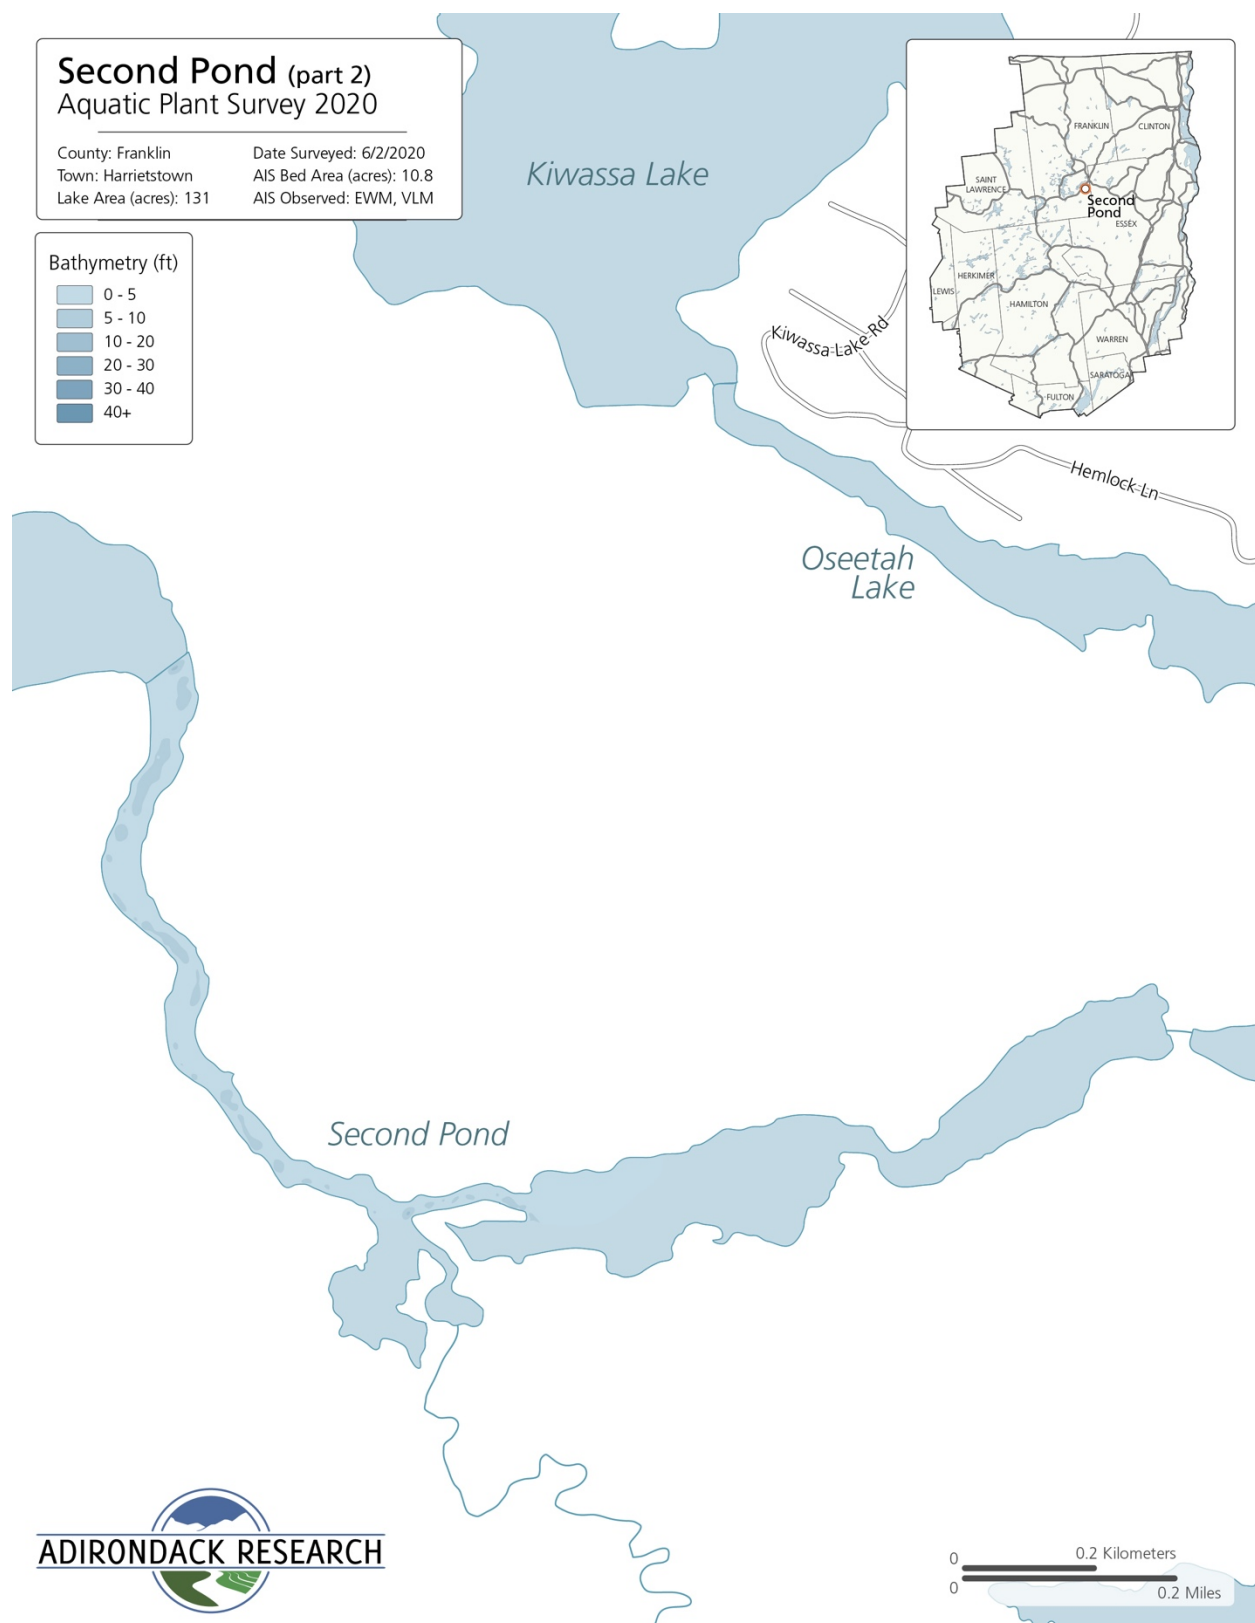 Second Pond (part 2)
Aquatic Plant Survey 2020
County: Franklin
Town: Harrietstown
Lake Area (acres): 131
Date Surveyed: 6/2/2020
AIS Bed Area (acres): 10.8
AIS Observed: EWM, VLM
Bathymetry (ft)
0 - 5
5 - 10
10 - 20
20 - 30
30 - 40
40+
Kiwassa Lake
Kiwassa Lake Rd
Hemlock Ln
Oseetah
Lake
Second Pond
FRANKLIN
CLINTON
SAINT
LAWRENCE
Second
Pond
ESSEX
HERKIMER
LEWIS
HAMILTON
WARREN
SARATOGA
FULTON
ADIRONDACK RESEARCH
0
0.2 Kilometers
0
0.2 Miles